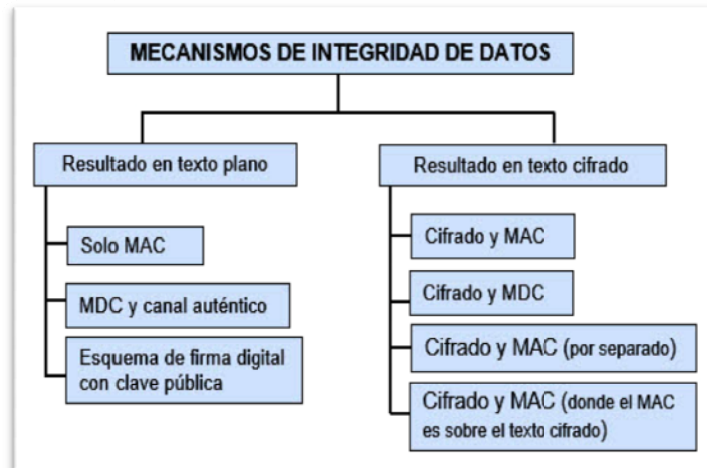 MECANISMOS DE INTEGRIDAD DE DATOS
Resultado en texto plano
Solo MAC
MDC y canal auténtico
Esquema de firma digital
con clave pública
Resultado en texto cifrado
Cifrado y MAC
Cifrado y MDC
Cifrado y MAC (por separado)
Cifrado y MAC (donde el MAC
es sobre el texto cifrado)